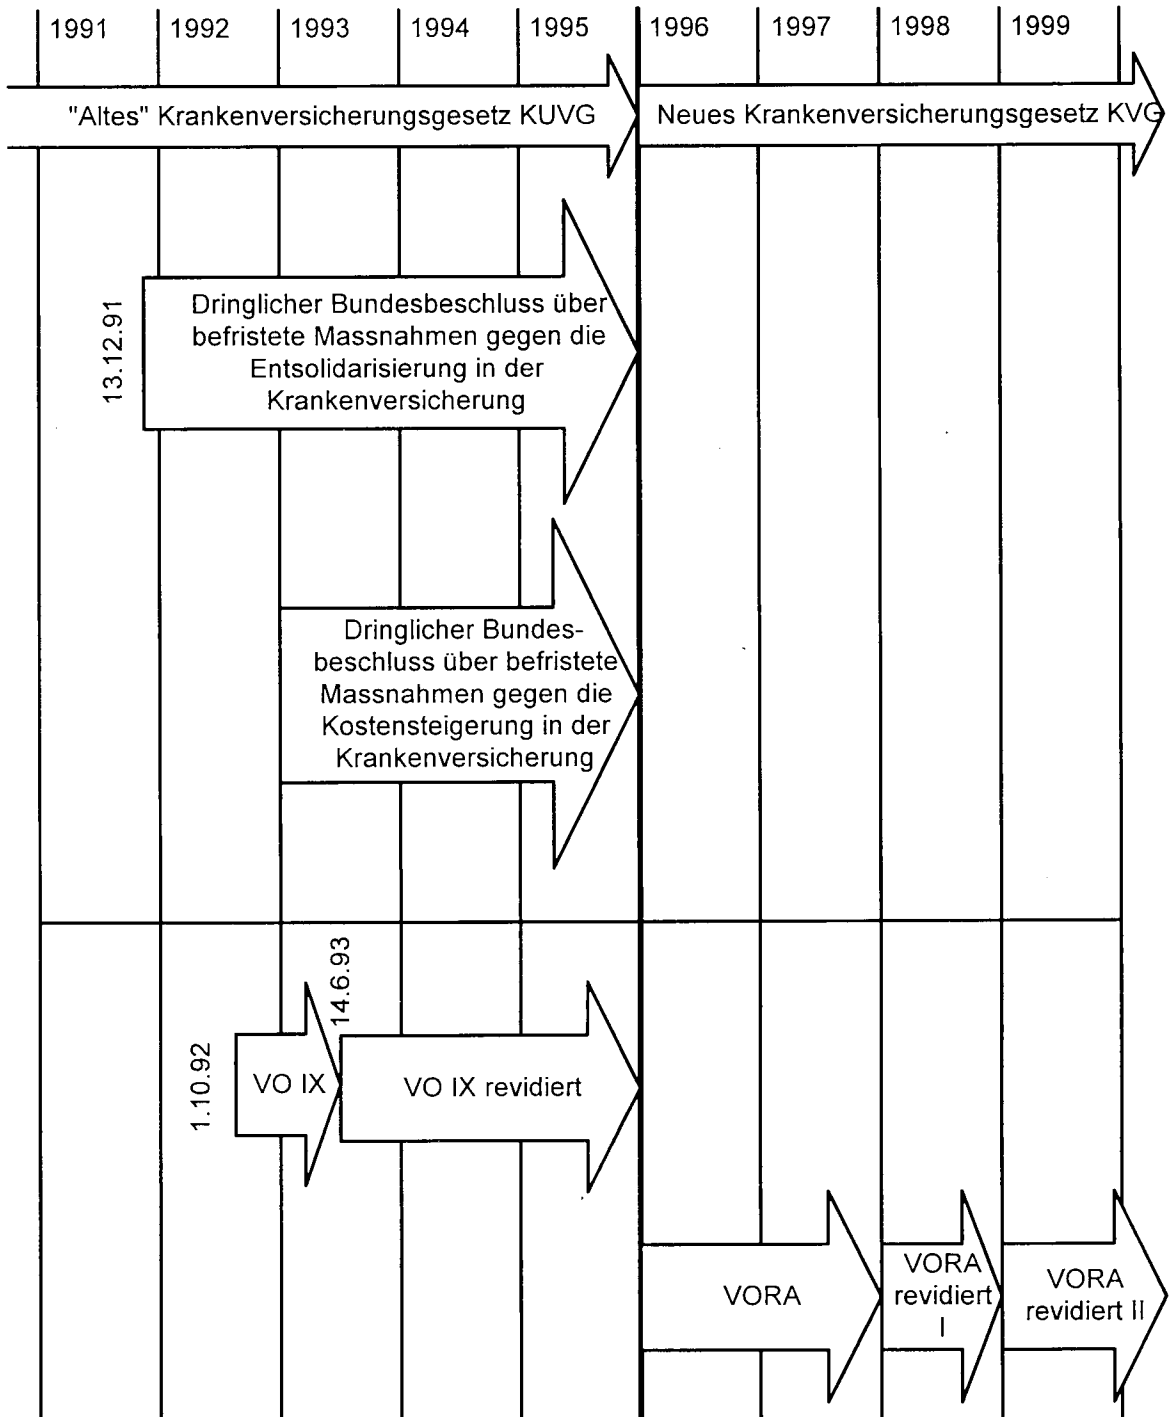 1991 1992 1993 1994 1995 1996 1997 1998 1999
"Altes" Krankenversicherungsgesetz KUVG
Neues Krankenversicherungsgesetz KVG
13.12.91
Dringlicher Bundesbeschluss über
befristete Massnahmen gegen die
Entsolidarisierung in der
Krankenversicherung
Dringlicher Bundes-
beschluss über befristete
Massnahmen gegen die
Kostensteigerung in der
Krankenversicherung
1.10.92
VO IX
14.6.93
VO IX revidiert
VORA
VORA
revidiert
I
VORA
revidiert II